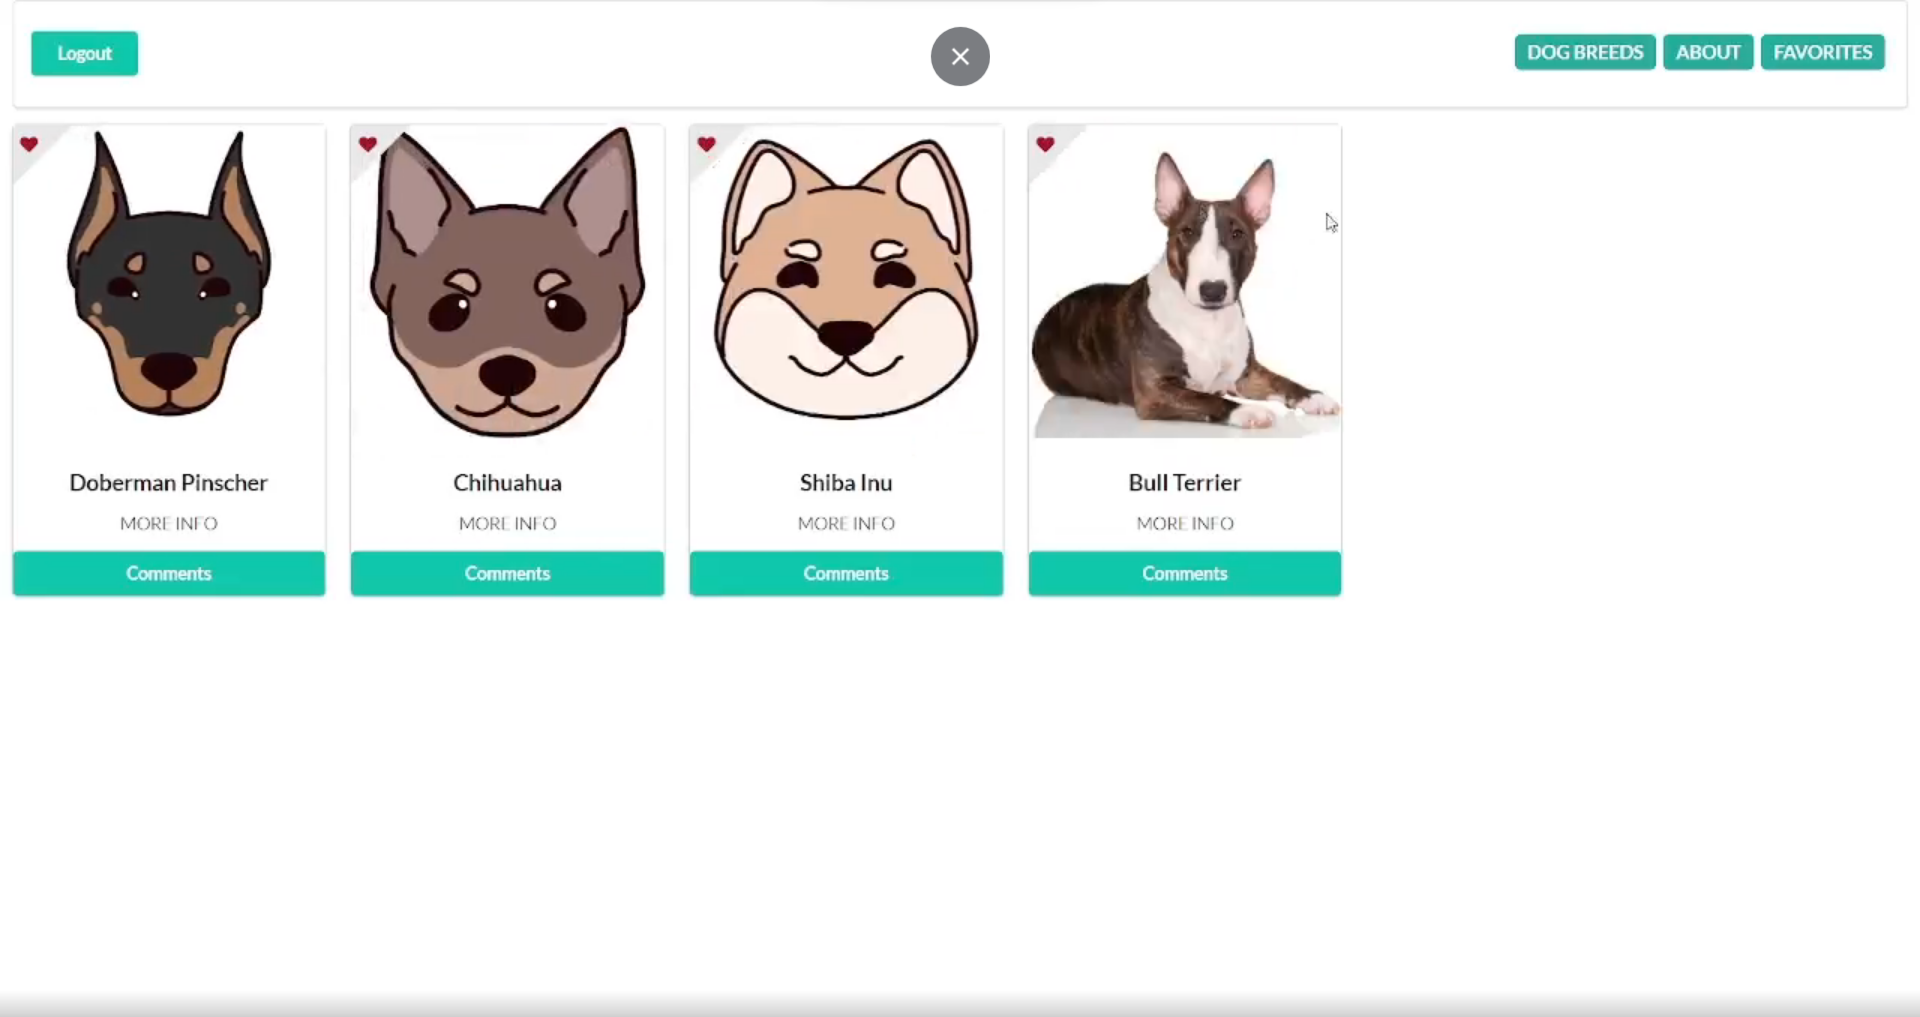 Logout
DOG BREEDS ABOUT FAVORITES
Doberman Pinscher
MORE INFO
Comments
Chihuahua
MORE INFO
Comments
Shiba Inu
MORE INFO
Comments
Bull Terrier
MORE INFO
Comments